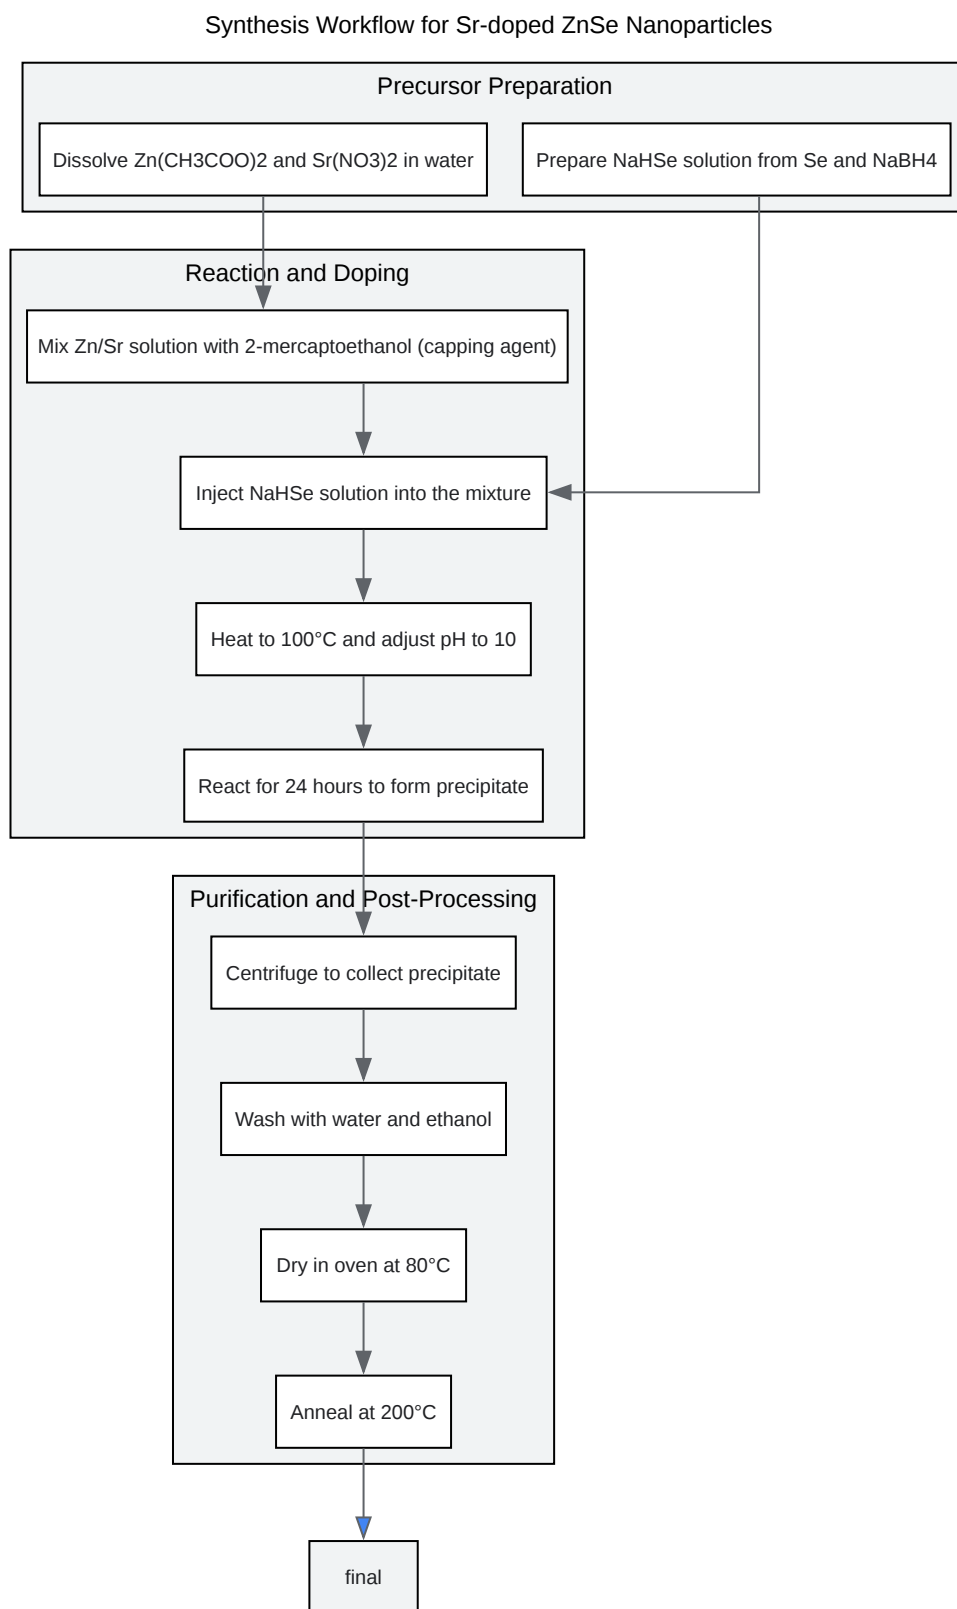 Synthesis Workflow for Sr-doped ZnSe Nanoparticles
Precursor Preparation
Dissolve Zn(CH3COO)2 and Sr(NO3)2 in water
Prepare NaHSe solution from Se and NaBH4
Reaction and Doping
Mix Zn/Sr solution with 2-mercaptoethanol (capping agent)
Inject NaHSe solution into the mixture
Heat to 100°C and adjust pH to 10
React for 24 hours to form precipitate
Purification and Post-Processing
Centrifuge to collect precipitate
Wash with water and ethanol
Dry in oven at 80°C
Anneal at 200°C
final